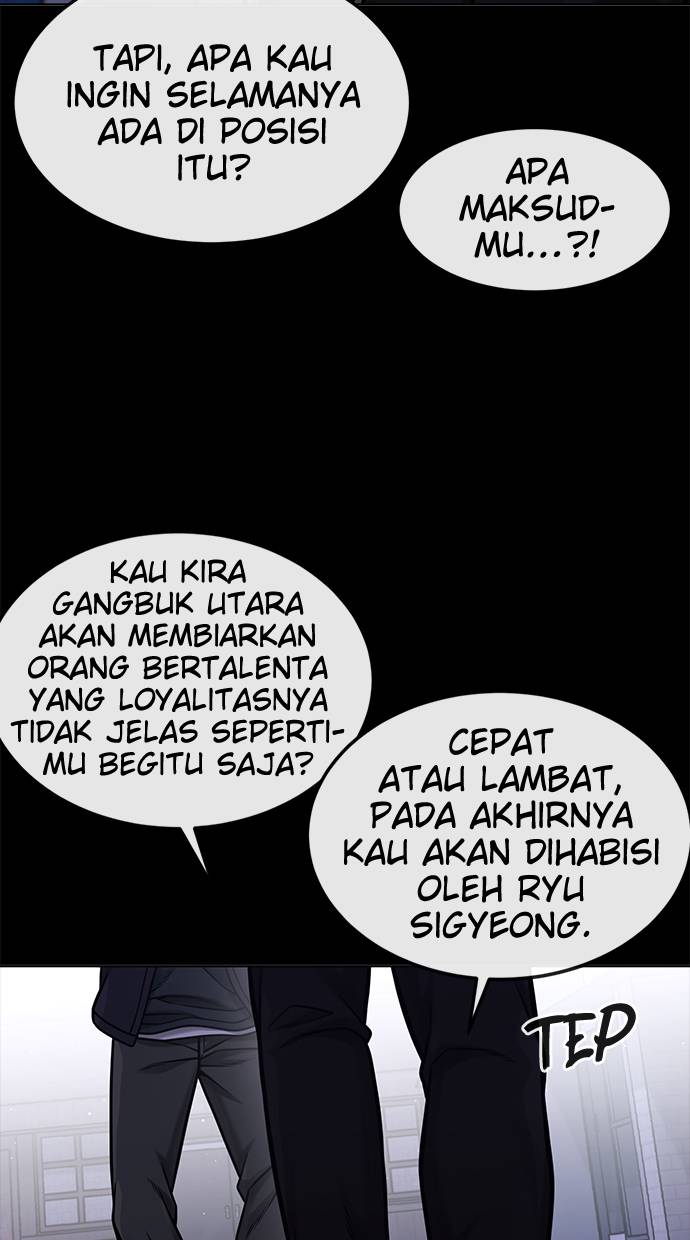 TAPI, APA KAU
INGIN SELAMANYA
ADA DI POSISI
ITU?
APA
MAKSUD-
MU...?!
KAU KIRA
GANGBUK UTARA
AKAN MEMBIARKAN
ORANG BERTALENTA
YANG LOYALITASNYA
TIDAK JELAS SEPERTI-
MU BEGITU SAJA?
CEPAT
ATAU LAMBAT,
PADA AKHIRNYA
KAU AKAN DIHABISI
OLEH RYU
SIGYEONG.
TEP